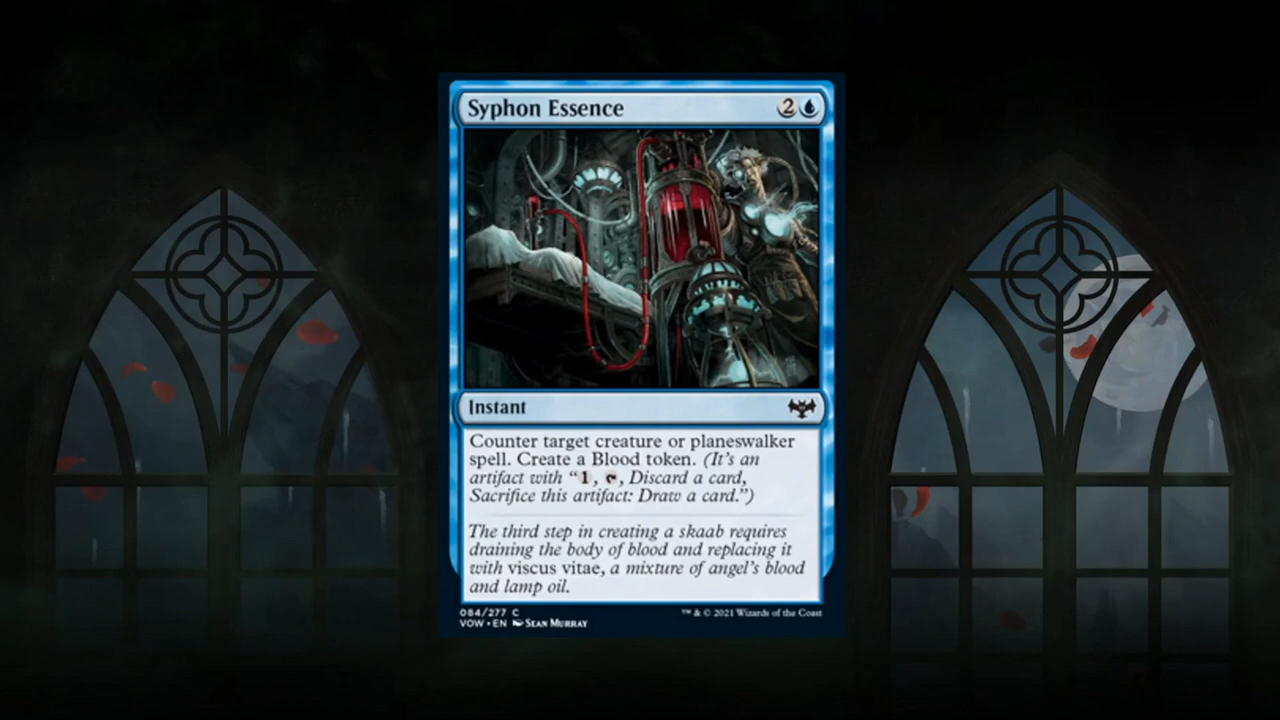 Syphon Essence 2
Instant
Counter target creature or planeswalker
spell. Create a Blood token. (It's an
artifact with “1, , Discard a card,
Sacrifice this artifact: Draw a card.”)
The third step in creating a skaab requires
draining the body of blood and replacing it
with viscus vitae, a mixture of angel's blood
and lamp oil.
084/277 C
VOW • EN Sean Murray
™ & © 2021 Wizards of the Coast